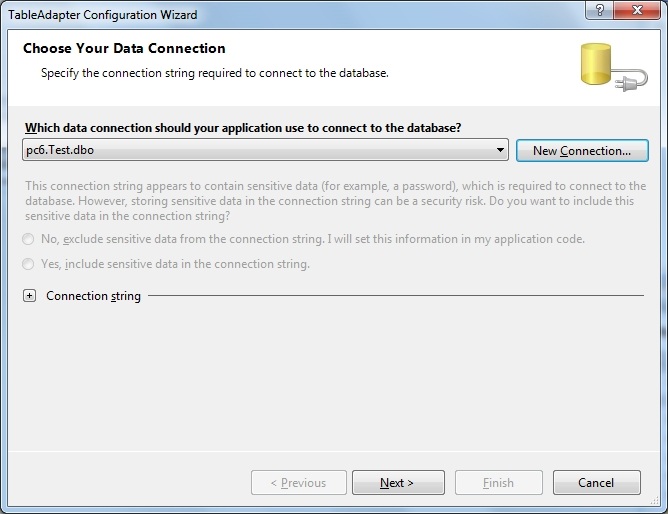 TableAdapter Configuration Wizard
Choose Your Data Connection
Specify the connection string required to connect to the database.
Which data connection should your application use to connect to the database?
pc6.Test.dbo
New Connection...
This connection string appears to contain sensitive data (for example, a password), which is required to connect to the
database. However, storing sensitive data in the connection string can be a security risk. Do you want to include this
sensitive data in the connection string?
No, exclude sensitive data from the connection string. I will set this information in my application code.
Yes, include sensitive data in the connection string.
Connection string
< Previous
Next >
Finish
Cancel